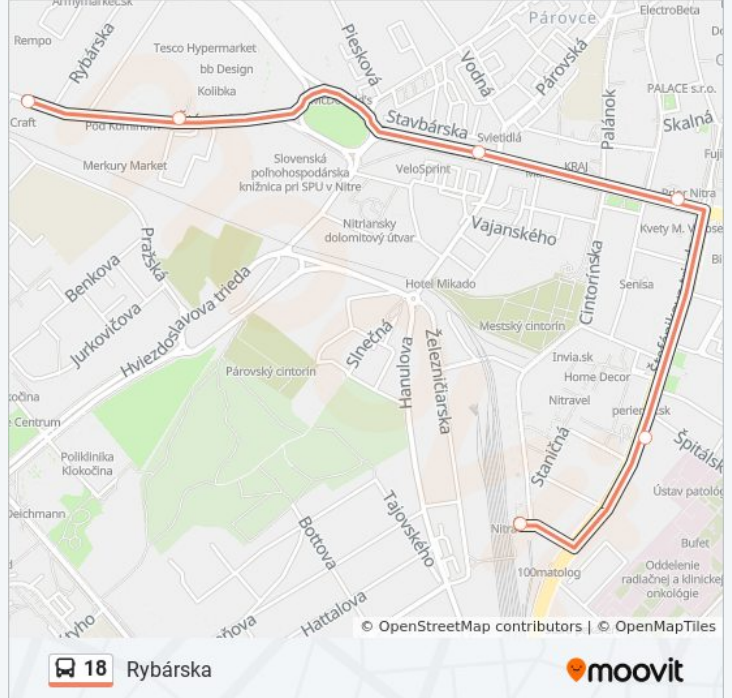 Armymarket.sk
Rempo
Rybárska
Tesco Hypermarket
bb Design
Kolibka
Piesková
Vodná
Párovce
Párovská
ElectroBeta
PALACE s.r.o.
Palánok
Skalná
Craft
Pod Komínom
Merkury Market
Stavbárska
Svietidlá
Slovenská
poľnohospodárska
knižnica pri SPU v Nitre
VeloSprint
KRAJ
Prior Nitra
Kvety M. V
Nitriansky
dolomitový útvar
Vajanského
Cintorínska
Senisa
Benkova
Pražská
Jurkovičova
Hviezdoslavova trieda
Hotel Mikado
Mestský cintorín
Slnečná
Hanulova
Železničiarska
Párovský cintorín
Invia.sk
Home Decor
Nitravel
Staničná
e Centrum
Poliklinika
Klokočina
Deichmann
Ústav patológ
Bottova
Tajovského
Hattalova
Nitra
100matolog
Bufet
Oddelenie
radiačnej a klinickej
onkológie
© OpenStreetMap contributors | © OpenMapTiles
18 Rybárska
moovit